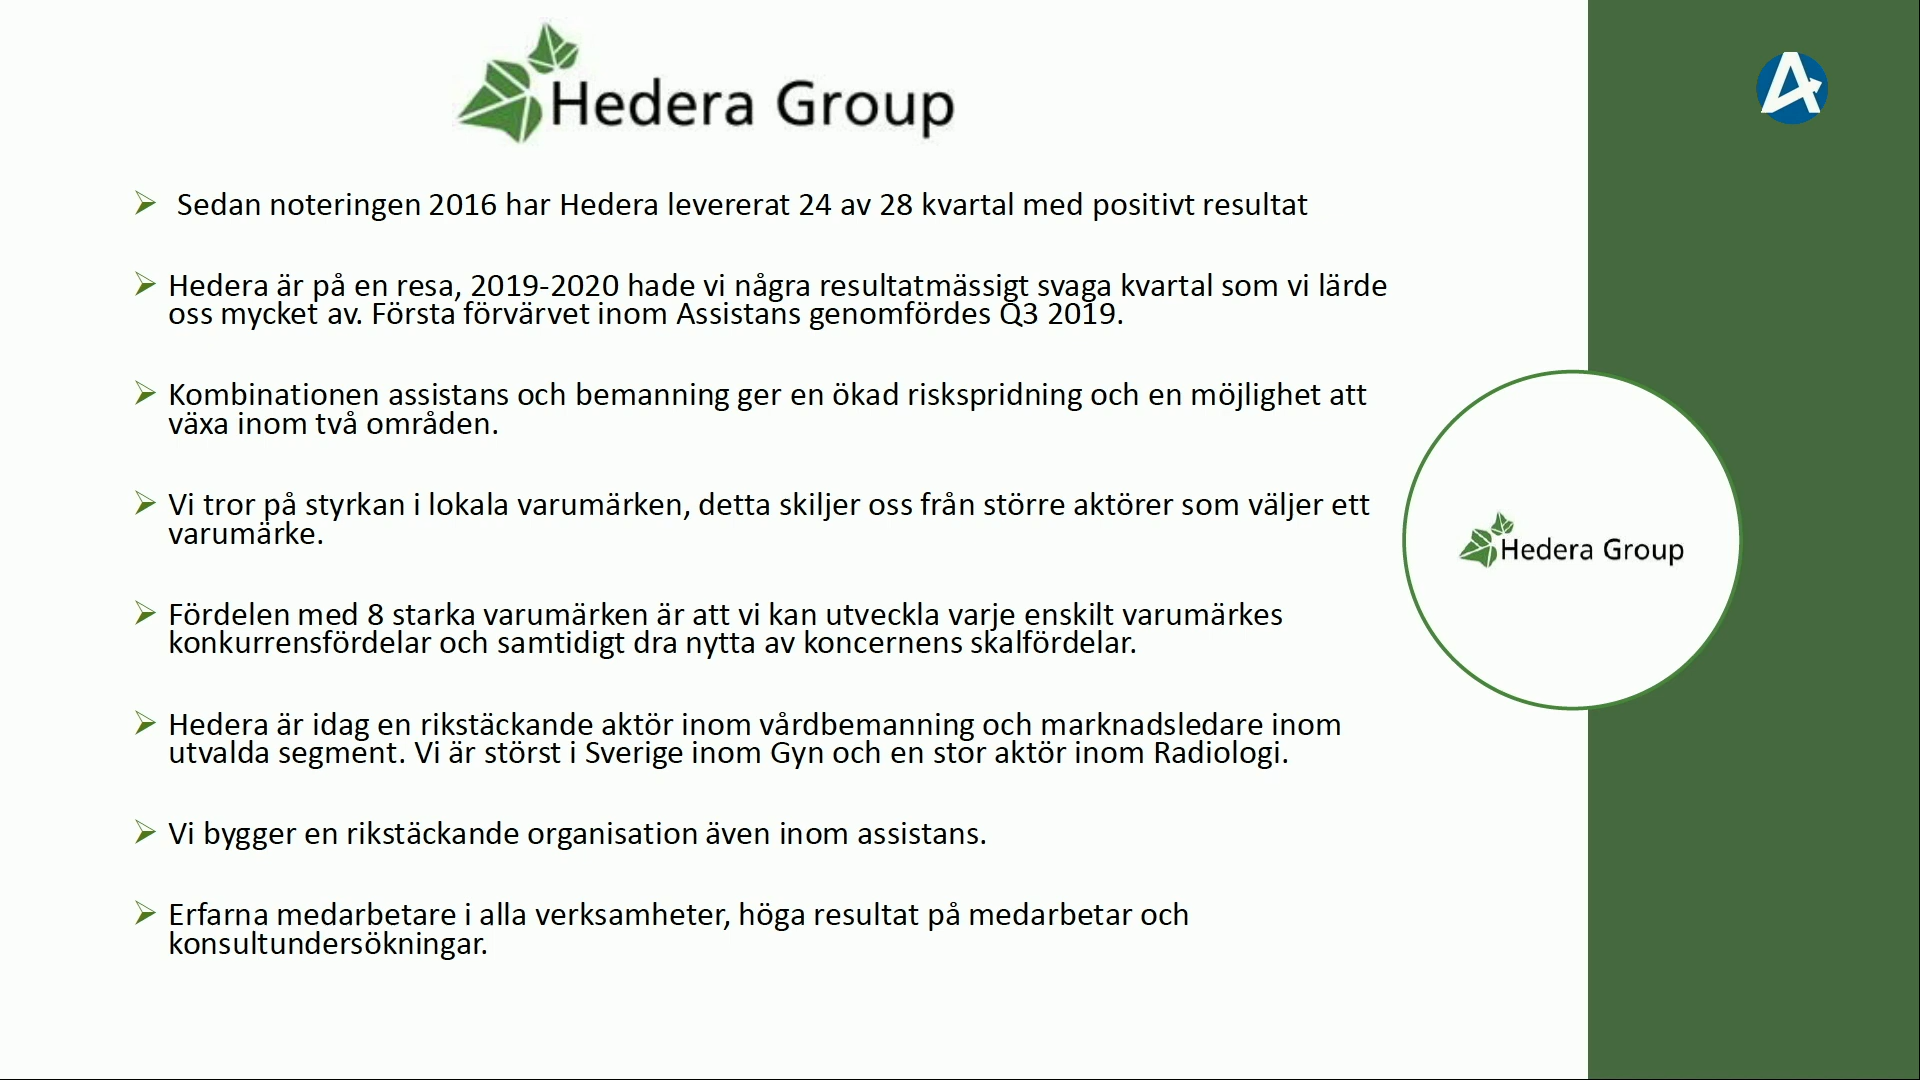 Hedera Group
Sedan noteringen 2016 har Hedera levererat 24 av 28 kvartal med positivt resultat
Hedera är på en resa, 2019-2020 hade vi några resultatmässigt svaga kvartal som vi lärde
oss mycket av. Första förvärvet inom Assistans genomfördes Q3 2019.
Kombinationen assistans och bemanning ger en ökad riskspridning och en möjlighet att
växa inom två områden.
Vi tror på styrkan i lokala varumärken, detta skiljer oss från större aktörer som väljer ett
varumärke.
Fördelen med 8 starka varumärken är att vi kan utveckla varje enskilt varumärkes
konkurrensfördelar och samtidigt dra nytta av koncernens skalfördelar.
Hedera är idag en rikstäckande aktör inom vårdbemanning och marknadsledare inom
utvalda segment. Vi är störst i Sverige inom Gyn och en stor aktör inom Radiologi.
Vi bygger en rikstäckande organisation även inom assistans.
Erfarna medarbetare i alla verksamheter, höga resultat på medarbetar och
konsultundersökningar.
Hedera Group